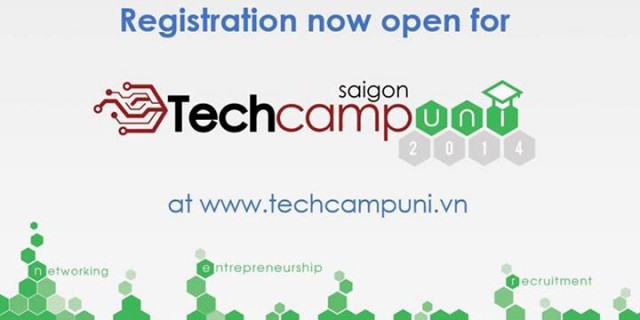 Registration now open for
saigon
Techcampuni
2014
at www.techcampuni.vn
networking
entrepreneurship
recruitment